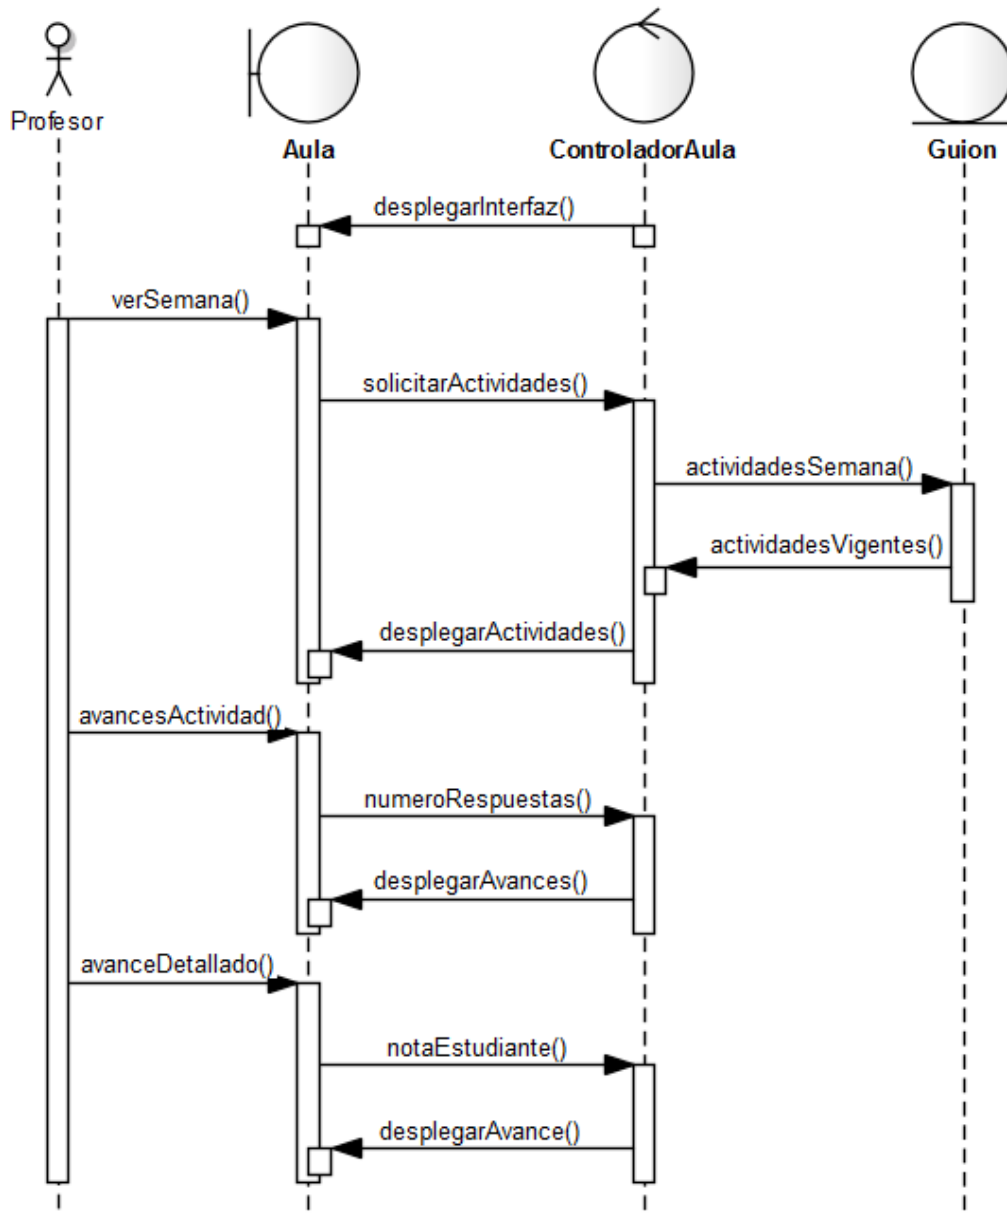 Profesor
Aula
ControladorAula
Guion
desplegarInterfaz()
verSemana()
solicitarActividades()
actividadesSemana()
actividadesVigentes()
desplegarActividades()
avancesActividad()
numeroRespuestas()
desplegarAvances()
avanceDetallado()
notaEstudiante()
desplegarAvance()